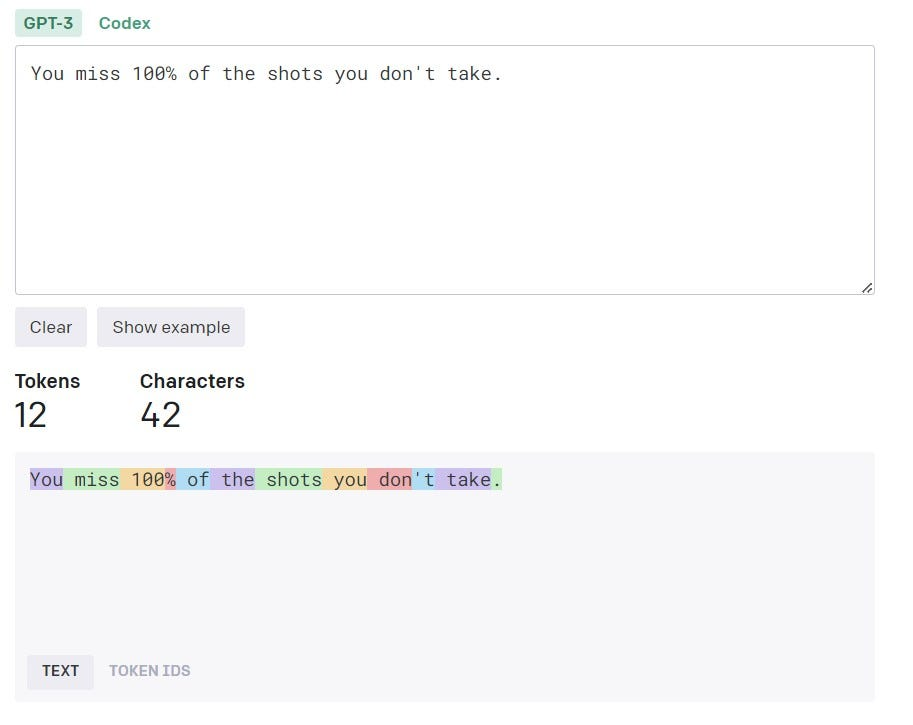 GPT-3 Codex
You miss 100% of the shots you don't take.
Clear Show example
Tokens Characters
12 42
You miss 100% of the shots you don't take.
TEXT TOKEN IDS